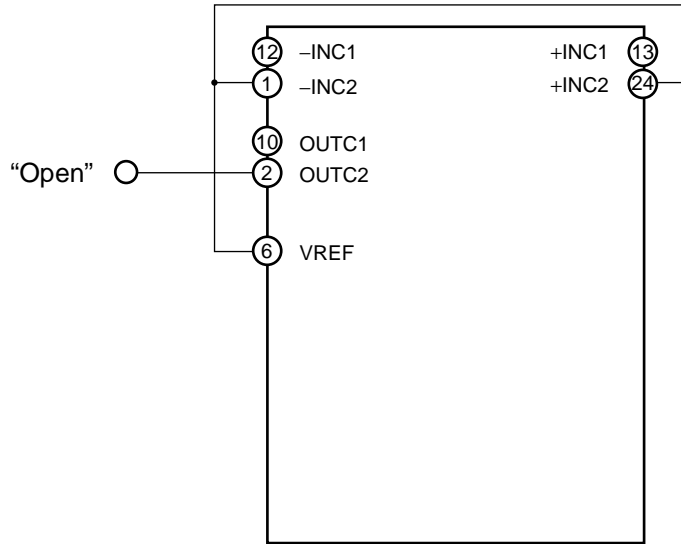 12 −INC1 +INC1 13
1 −INC2 +INC2 24
10 OUTC1
“Open” 2 OUTC2
6 VREF